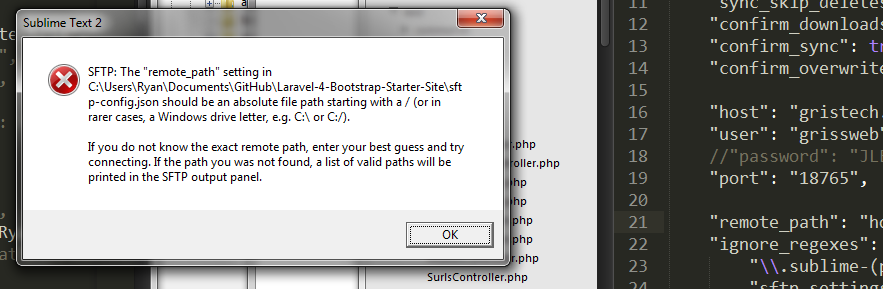 Sublime Text 2
SFTP: The "remote_path" setting in
C:\Users\Ryan\Documents\GitHub\Laravel-4-Bootstrap-Starter-Site\sft
p-config.json should be an absolute file path starting with a / (or in
rarer cases, a Windows drive letter, e.g. C:\ or C:/).
If you do not know the exact remote path, enter your best guess and try
connecting. If the path you was not found, a list of valid paths will be
printed in the SFTP output panel.
OK
.php
roller.php
.php
.php
.php
.php
r.php
SurlsController.php
11 "sync_skip_deletes
12 "confirm_downloads
13 "confirm_sync": tr
14 "confirm_overwrite
15
16 "host": "gristech.
17 "user": "grissweb"
18 //"password": "JLE
19 "port": "18765",
20
21 "remote_path": "ho
22 "ignore_regexes":
23 "\\.sublime-(p
24 "sftp-settings